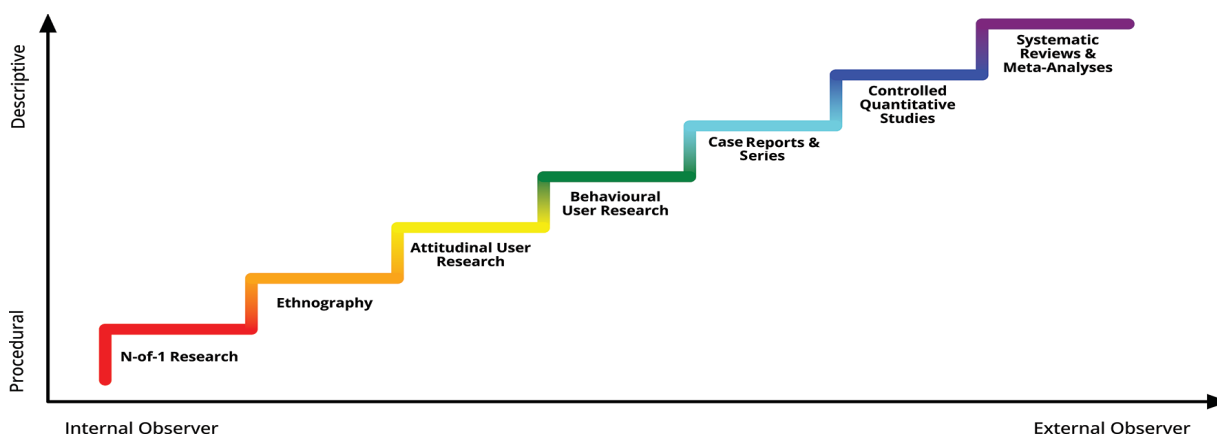 Descriptive
Procedural
Systematic
Reviews &
Meta-Analyses
Controlled
Quantitative
Studies
Case Reports &
Series
Behavioural
User Research
Attitudinal User
Research
Ethnography
N-of-1 Research
Internal Observer
External Observer